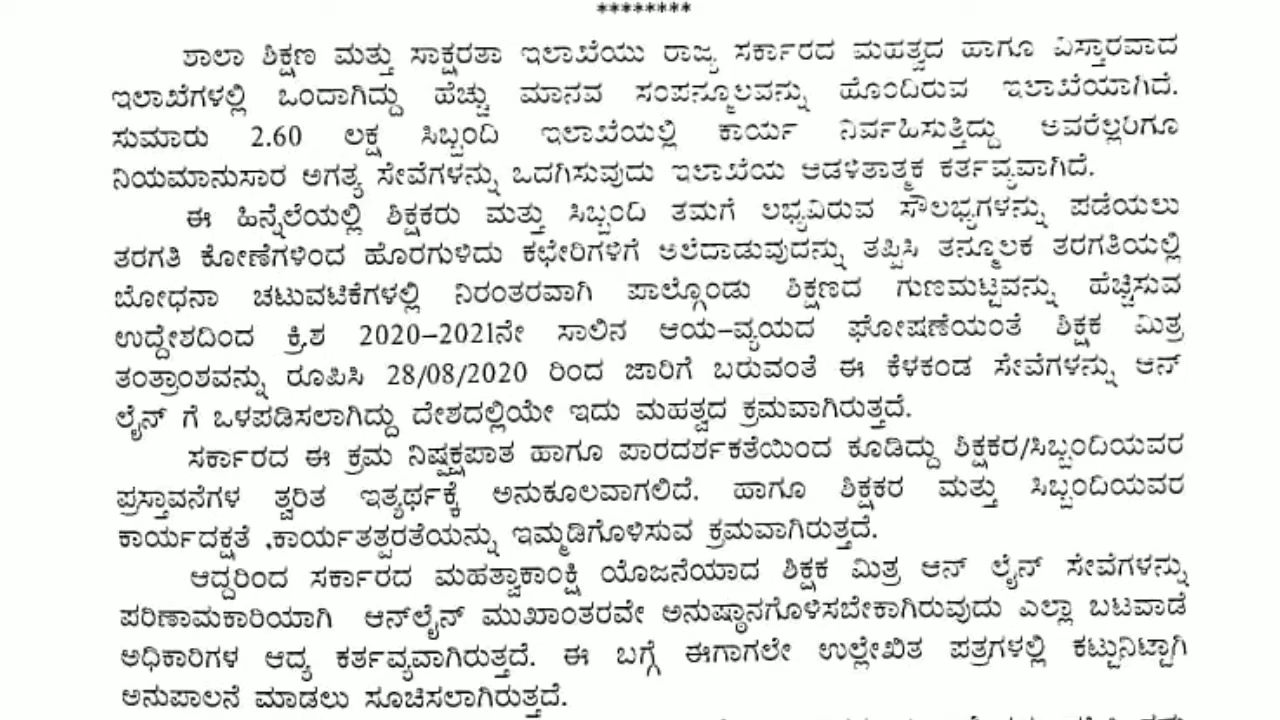 ********
ಶಾಲಾ ಶಿಕ್ಷಣ ಮತ್ತು ಸಾಕ್ಷರತಾ ಇಲಾಖೆಯು ರಾಜ್ಯ ಸರ್ಕಾರದ ಮಹತ್ವದ ಹಾಗೂ ವಿಸ್ತಾರವಾದ
ಇಲಾಖೆಗಳಲ್ಲಿ ಒಂದಾಗಿದ್ದು ಹೆಚ್ಚು ಮಾನವ ಸಂಪನ್ಮೂಲವನ್ನು ಹೊಂದಿರುವ ಇಲಾಖೆಯಾಗಿದೆ.
ಸುಮಾರು 2.60 ಲಕ್ಷ ಸಿಬ್ಬಂದಿ ಇಲಾಖೆಯಲ್ಲಿ ಕಾರ್ಯ ನಿರ್ವಹಿಸುತ್ತಿದ್ದು ಅವರೆಲ್ಲರಿಗೂ
ನಿಯಮಾನುಸಾರ ಅಗತ್ಯ ಸೇವೆಗಳನ್ನು ಒದಗಿಸುವುದು ಇಲಾಖೆಯ ಆಡಳಿತಾತ್ಮಕ ಕರ್ತವ್ಯವಾಗಿದೆ.
ಈ ಹಿನ್ನೆಲೆಯಲ್ಲಿ ಶಿಕ್ಷಕರು ಮತ್ತು ಸಿಬ್ಬಂದಿ ತಮಗೆ ಲಭ್ಯವಿರುವ ಸೌಲಭ್ಯಗಳನ್ನು ಪಡೆಯಲು
ತರಗತಿ ಕೋಣೆಗಳಿಂದ ಹೊರಗುಳಿದು ಕಛೇರಿಗಳಿಗೆ ಅಲೆದಾಡುವುದನ್ನು ತಪ್ಪಿಸಿ ತನ್ಮೂಲಕ ತರಗತಿಯಲ್ಲಿ
ಬೋಧನಾ ಚಟುವಟಿಕೆಗಳಲ್ಲಿ ನಿರಂತರವಾಗಿ ಪಾಲ್ಗೊಂಡು ಶಿಕ್ಷಣದ ಗುಣಮಟ್ಟವನ್ನು ಹೆಚ್ಚಿಸುವ
ಉದ್ದೇಶದಿಂದ ಕ್ರಿ.ಶ 2020–2021ನೇ ಸಾಲಿನ ಆಯ–ವ್ಯಯದ ಘೋಷಣೆಯಂತೆ ಶಿಕ್ಷಕ ಮಿತ್ರ
ತಂತ್ರಾಂಶವನ್ನು ರೂಪಿಸಿ 28/08/2020 ರಿಂದ ಜಾರಿಗೆ ಬರುವಂತೆ ಈ ಕೆಳಕಂಡ ಸೇವೆಗಳನ್ನು ಆನ್
ಲೈನ್ ಗೆ ಒಳಪಡಿಸಲಾಗಿದ್ದು ದೇಶದಲ್ಲಿಯೇ ಇದು ಮಹತ್ವದ ಕ್ರಮವಾಗಿರುತ್ತದೆ.
ಸರ್ಕಾರದ ಈ ಕ್ರಮ ನಿಷ್ಪಕ್ಷಪಾತ ಹಾಗೂ ಪಾರದರ್ಶಕತೆಯಿಂದ ಕೂಡಿದ್ದು ಶಿಕ್ಷಕರ/ಸಿಬ್ಬಂದಿಯವರ
ಪ್ರಸ್ತಾವನೆಗಳ ತ್ವರಿತ ಇತ್ಯರ್ಥಕ್ಕೆ ಅನುಕೂಲವಾಗಲಿದೆ. ಹಾಗೂ ಶಿಕ್ಷಕರ ಮತ್ತು ಸಿಬ್ಬಂದಿಯವರ
ಕಾರ್ಯದಕ್ಷತೆ ,ಕಾರ್ಯತತ್ಪರತೆಯನ್ನು ಇಮ್ಮಡಿಗೊಳಿಸುವ ಕ್ರಮವಾಗಿರುತ್ತದೆ.
ಆದ್ದರಿಂದ ಸರ್ಕಾರದ ಮಹತ್ವಾಕಾಂಕ್ಷಿ ಯೋಜನೆಯಾದ ಶಿಕ್ಷಕ ಮಿತ್ರ ಆನ್ ಲೈನ್ ಸೇವೆಗಳನ್ನು
ಪರಿಣಾಮಕಾರಿಯಾಗಿ ಆನ್‌ಲೈನ್ ಮುಖಾಂತರವೇ ಅನುಷ್ಠಾನಗೊಳಿಸಬೇಕಾಗಿರುವುದು ಎಲ್ಲಾ ಬಟವಾಡೆ
ಅಧಿಕಾರಿಗಳ ಆದ್ಯ ಕರ್ತವ್ಯವಾಗಿರುತ್ತದೆ. ಈ ಬಗ್ಗೆ ಈಗಾಗಲೇ ಉಲ್ಲೇಖಿತ ಪತ್ರಗಳಲ್ಲಿ ಕಟ್ಟುನಿಟ್ಟಾಗಿ
ಅನುಪಾಲನೆ ಮಾಡಲು ಸೂಚಿಸಲಾಗಿರುತ್ತದೆ.